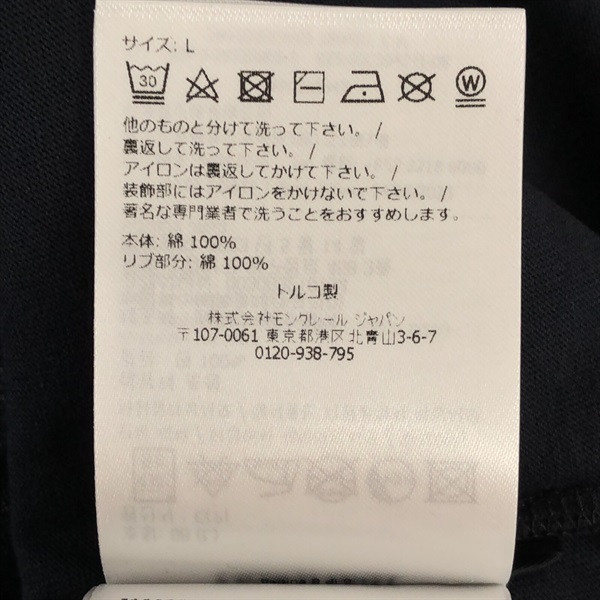 サイズ: L
30 W
他のものと分けて洗って下さい。 /
裏返して洗って下さい。 /
アイロンは裏返してかけて下さい。 /
装飾部にはアイロンをかけないで下さい。 /
著名な専門業者で洗うことをおすすめします。
本体: 綿 100%
リブ部分: 綿 100%
トルコ製
株式会社モンクレール ジャパン
〒107-0061 東京都港区北青山3-6-7
0120-938-795